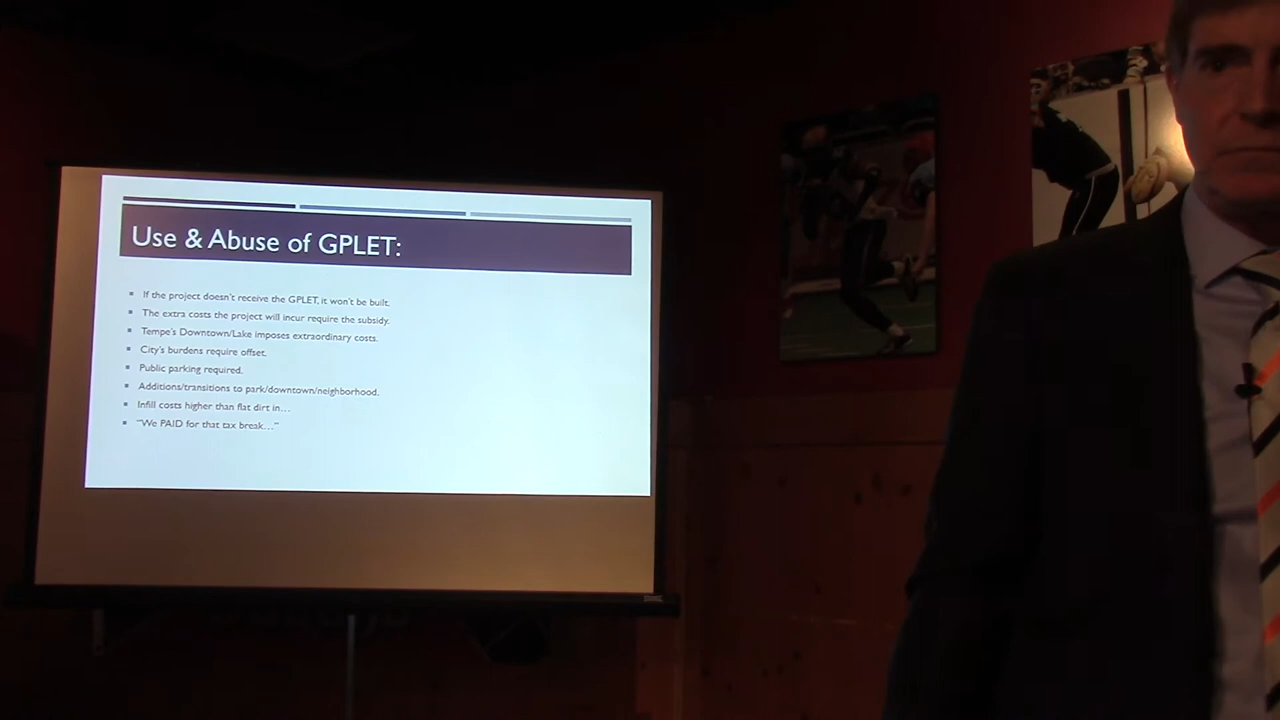 Use & Abuse of GPLET:
If the project doesn't receive the GPLET, it won't be built.
The extra costs the project will incur require the subsidy.
Tempe's Downtown/Lake imposes extraordinary costs.
City's burdens require offset.
Public parking required.
Additions/transitions to park/downtown/neighborhood.
Infill costs higher than flat dirt in…
"We PAID for that tax break…"